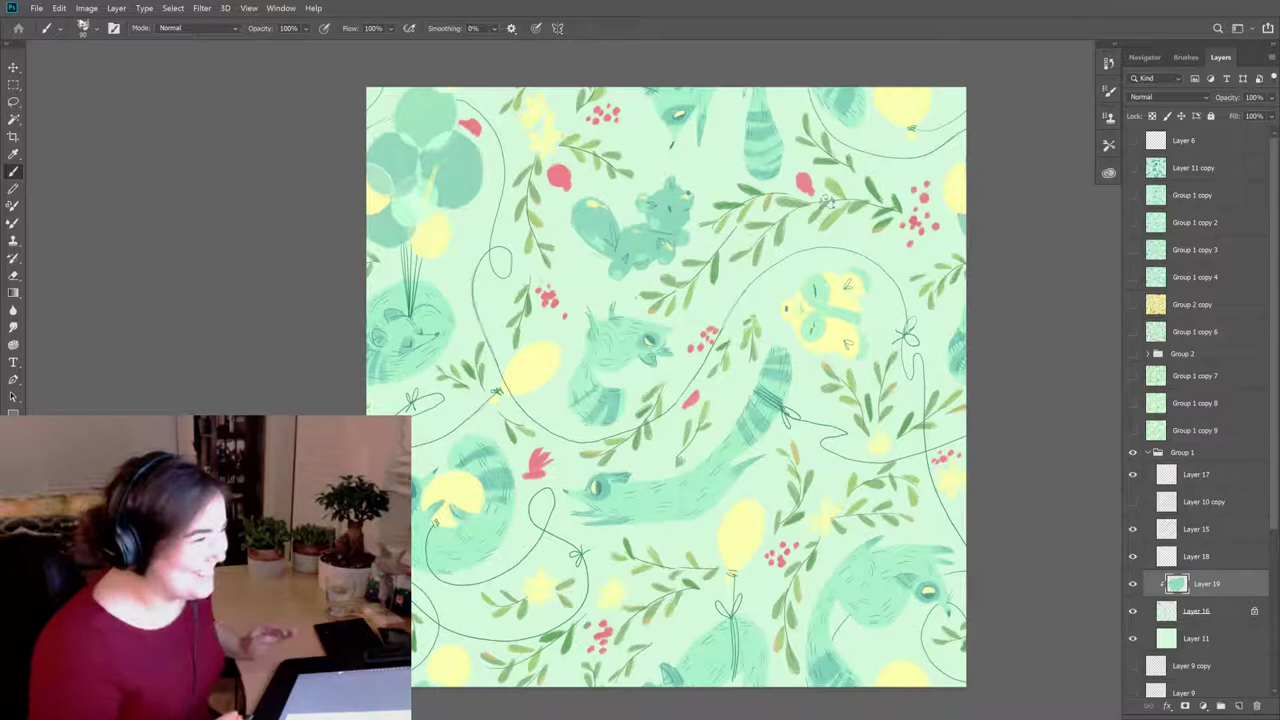 Ps File Edit Image Layer Type Select Filter 3D View Window Help
90 Mode: Normal Opacity: 100% Flow: 100% Smoothing: 0%
Navigator Brushes Layers
Kind
Normal Opacity: 100%
Lock: Fill: 100%
Layer 6
Layer 11 copy
Group 1 copy
Group 1 copy 2
Group 1 copy 3
Group 1 copy 4
Group 2 copy
Group 1 copy 6
Group 2
Group 1 copy 7
Group 1 copy 8
Group 1 copy 9
Group 1
Layer 17
Layer 10 copy
Layer 15
Layer 18
Layer 19
Layer 16
Layer 11
Layer 9 copy
Layer 9